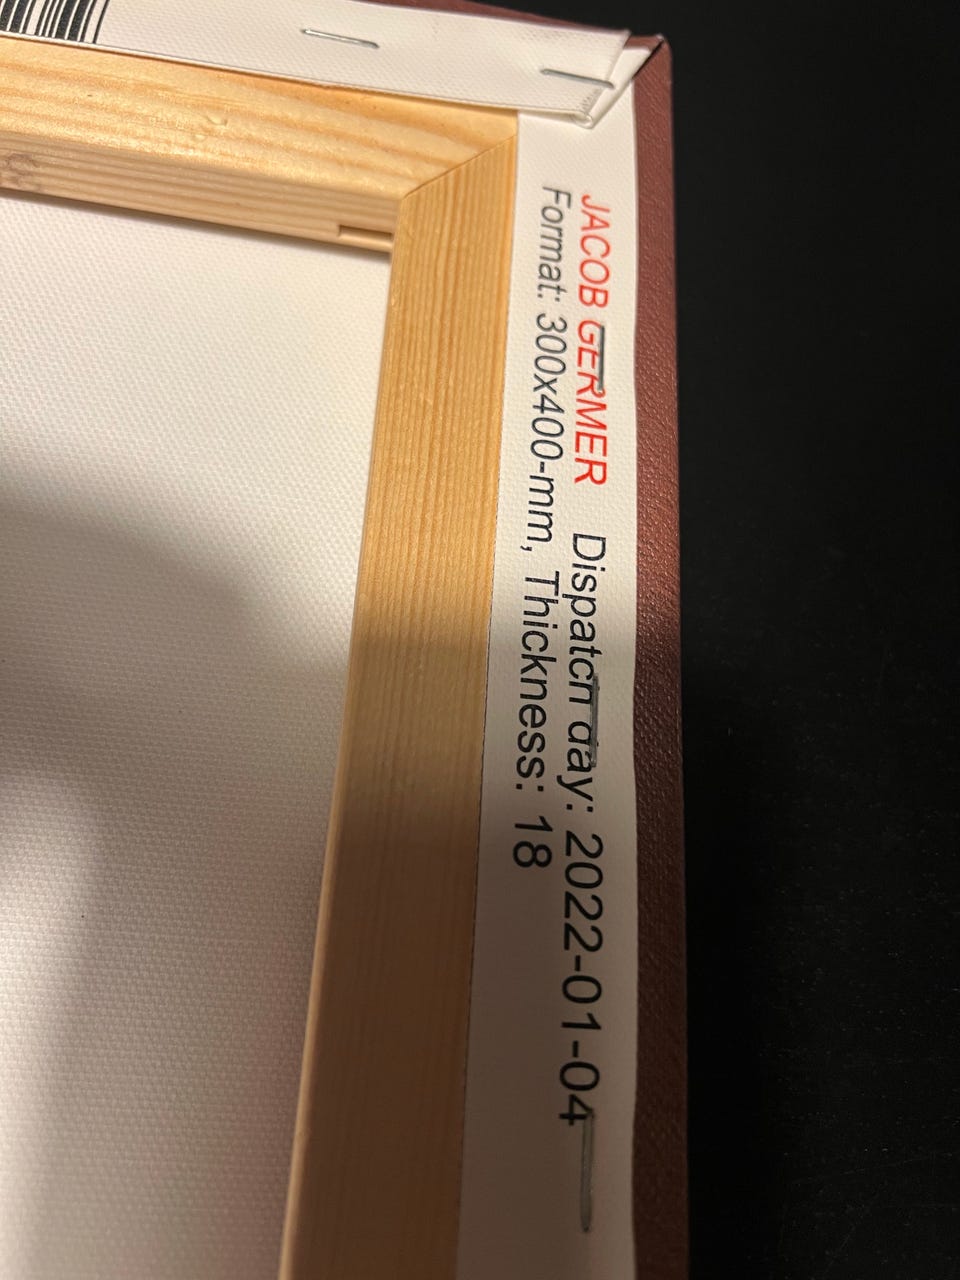 JACOB GERMER Dispatch day: 2022-01-04
Format: 300x400-mm, Thickness: 18